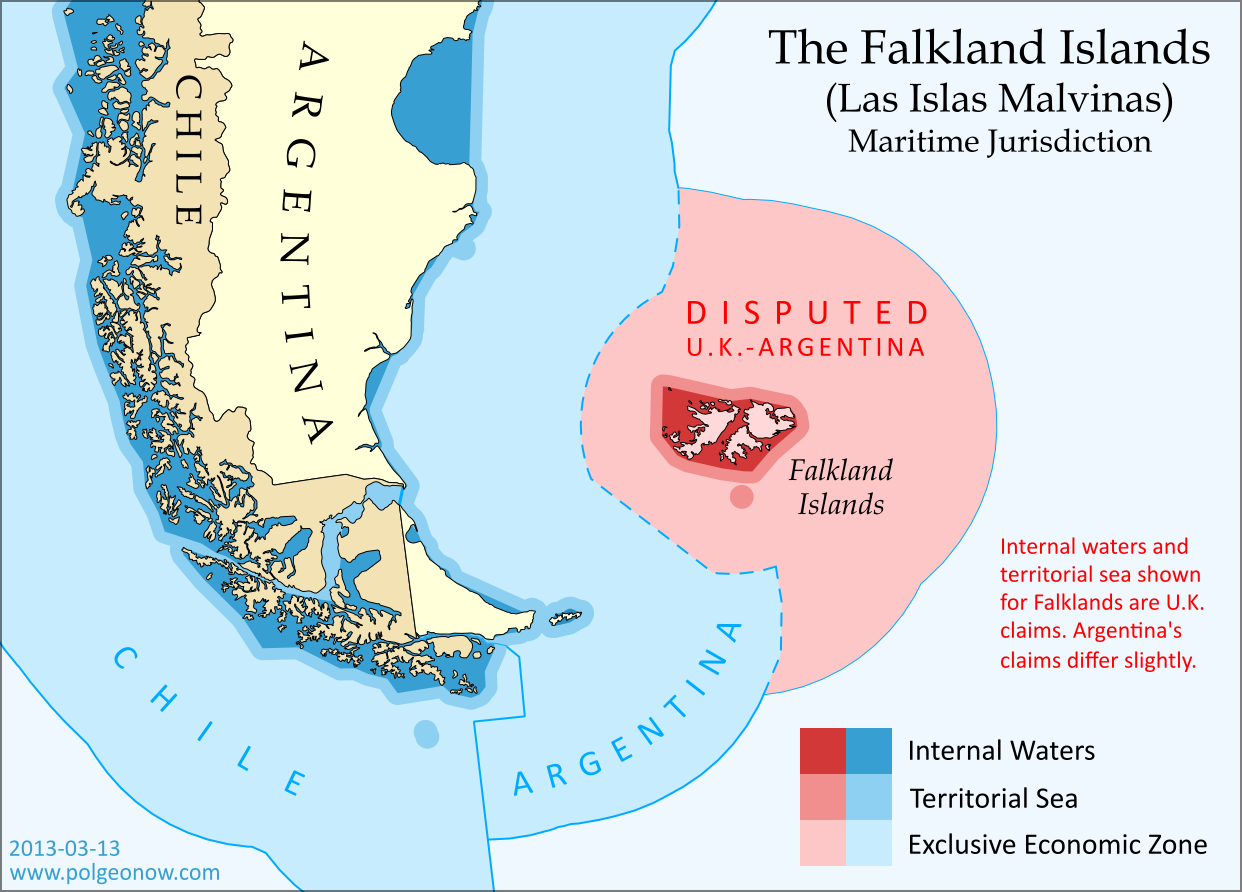 The Falkland Islands
(Las Islas Malvinas)
Maritime Jurisdiction
CHILE
ARGENTINA
DISPUTED
U.K.-ARGENTINA
Falkland
Islands
Internal waters and
territorial sea shown
for Falklands are U.K.
claims. Argentina's
claims differ slightly.
CHILE
ARGENTINA
Internal Waters
Territorial Sea
Exclusive Economic Zone
2013-03-13
www.polgeonow.com